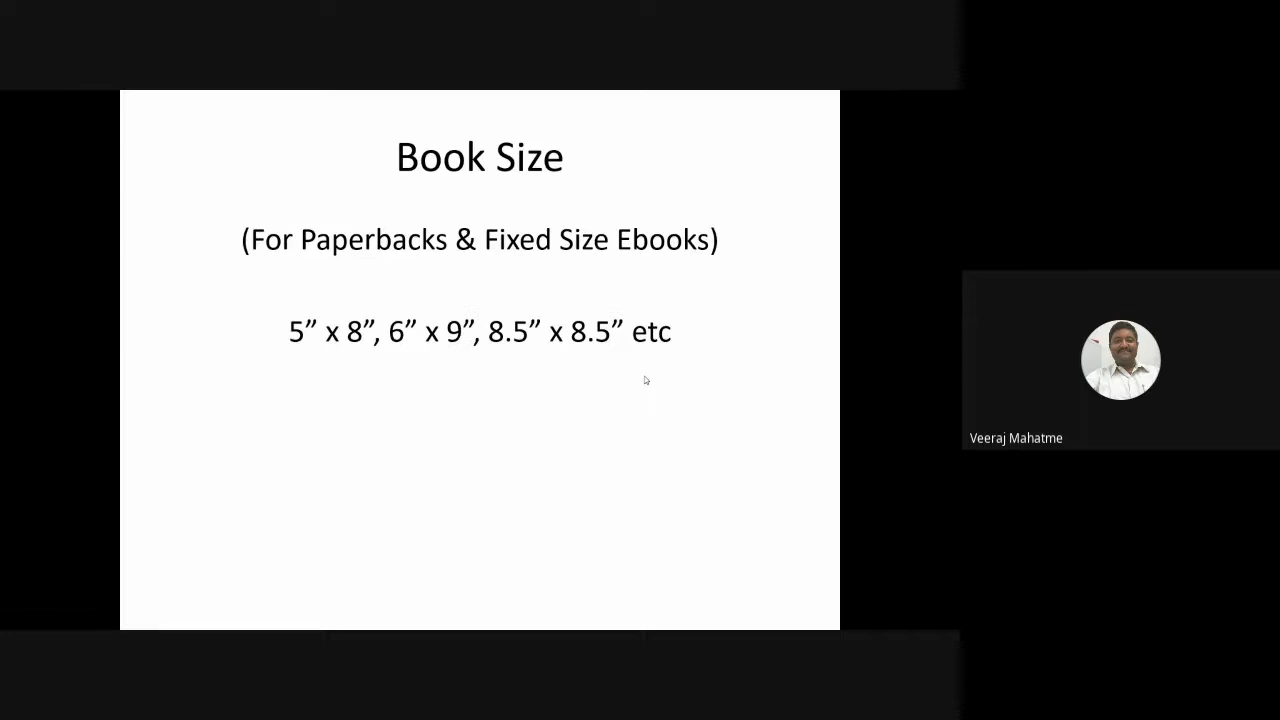 Book Size
(For Paperbacks & Fixed Size Ebooks)
5” x 8”, 6” x 9”, 8.5” x 8.5” etc
Veeraj Mahatme